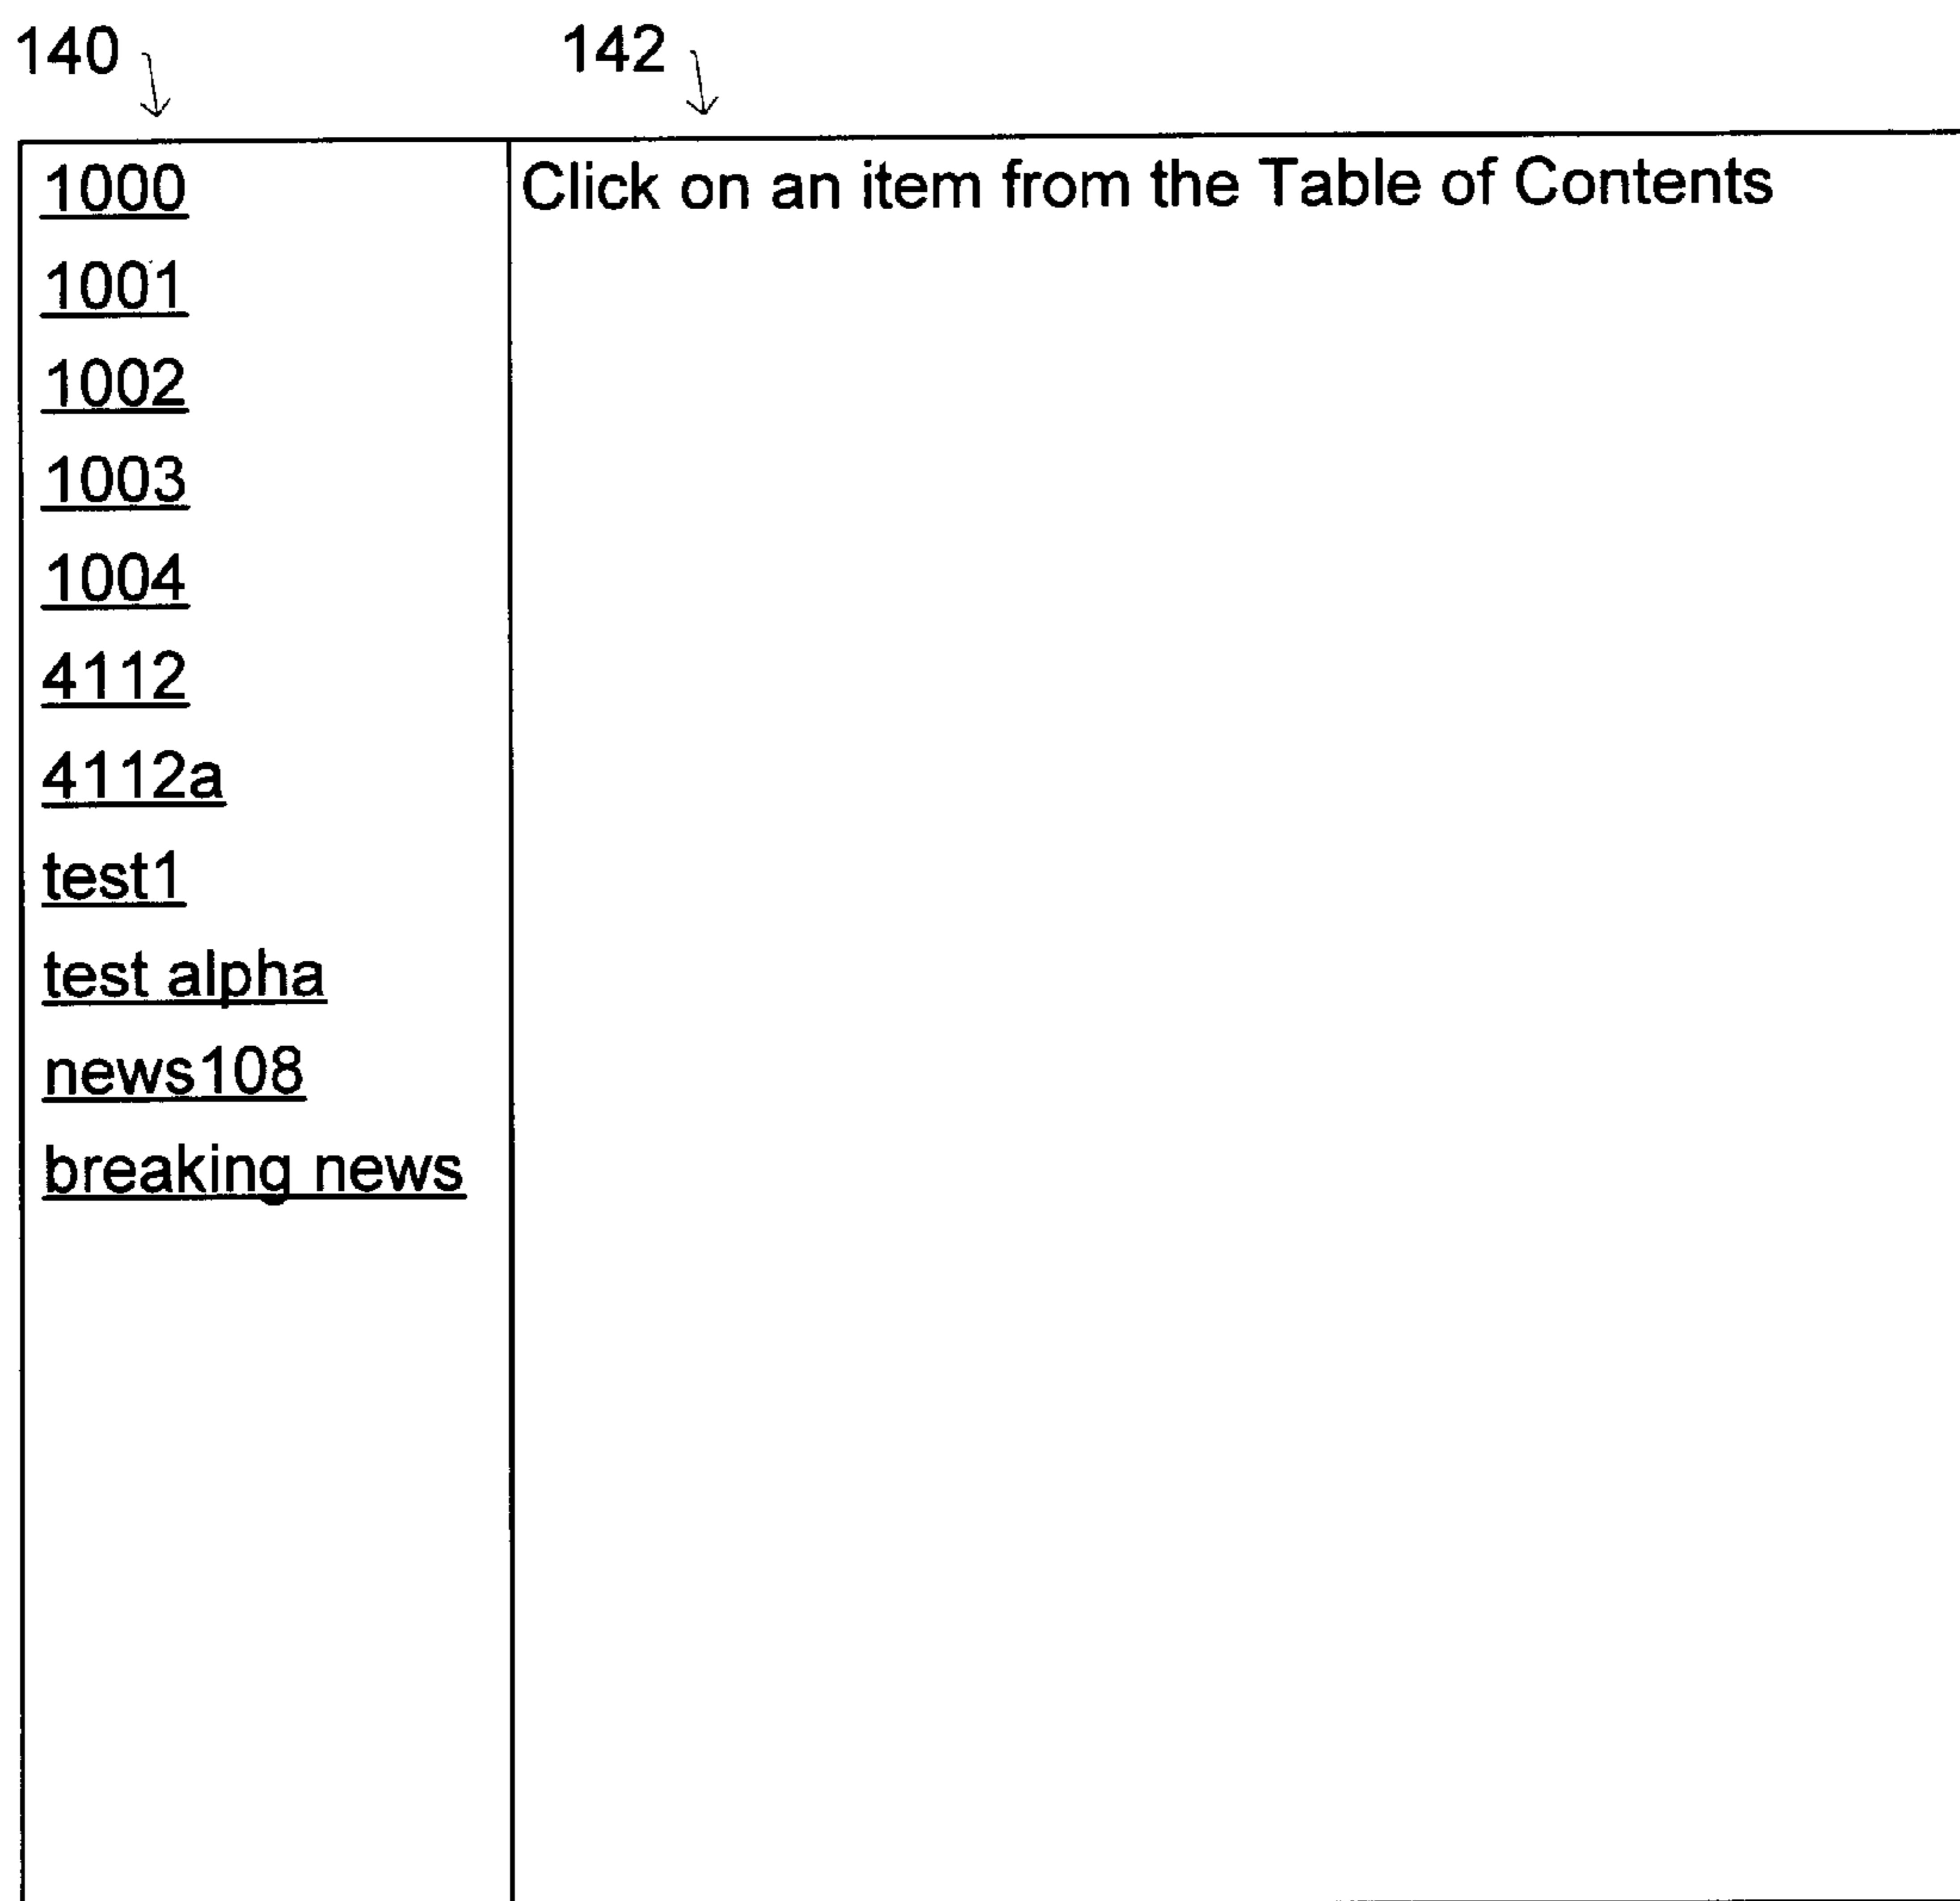 140 142
1000 Click on an item from the Table of Contents
1001
1002
1003
1004
4112
4112a
test1
test alpha
news108
breaking news